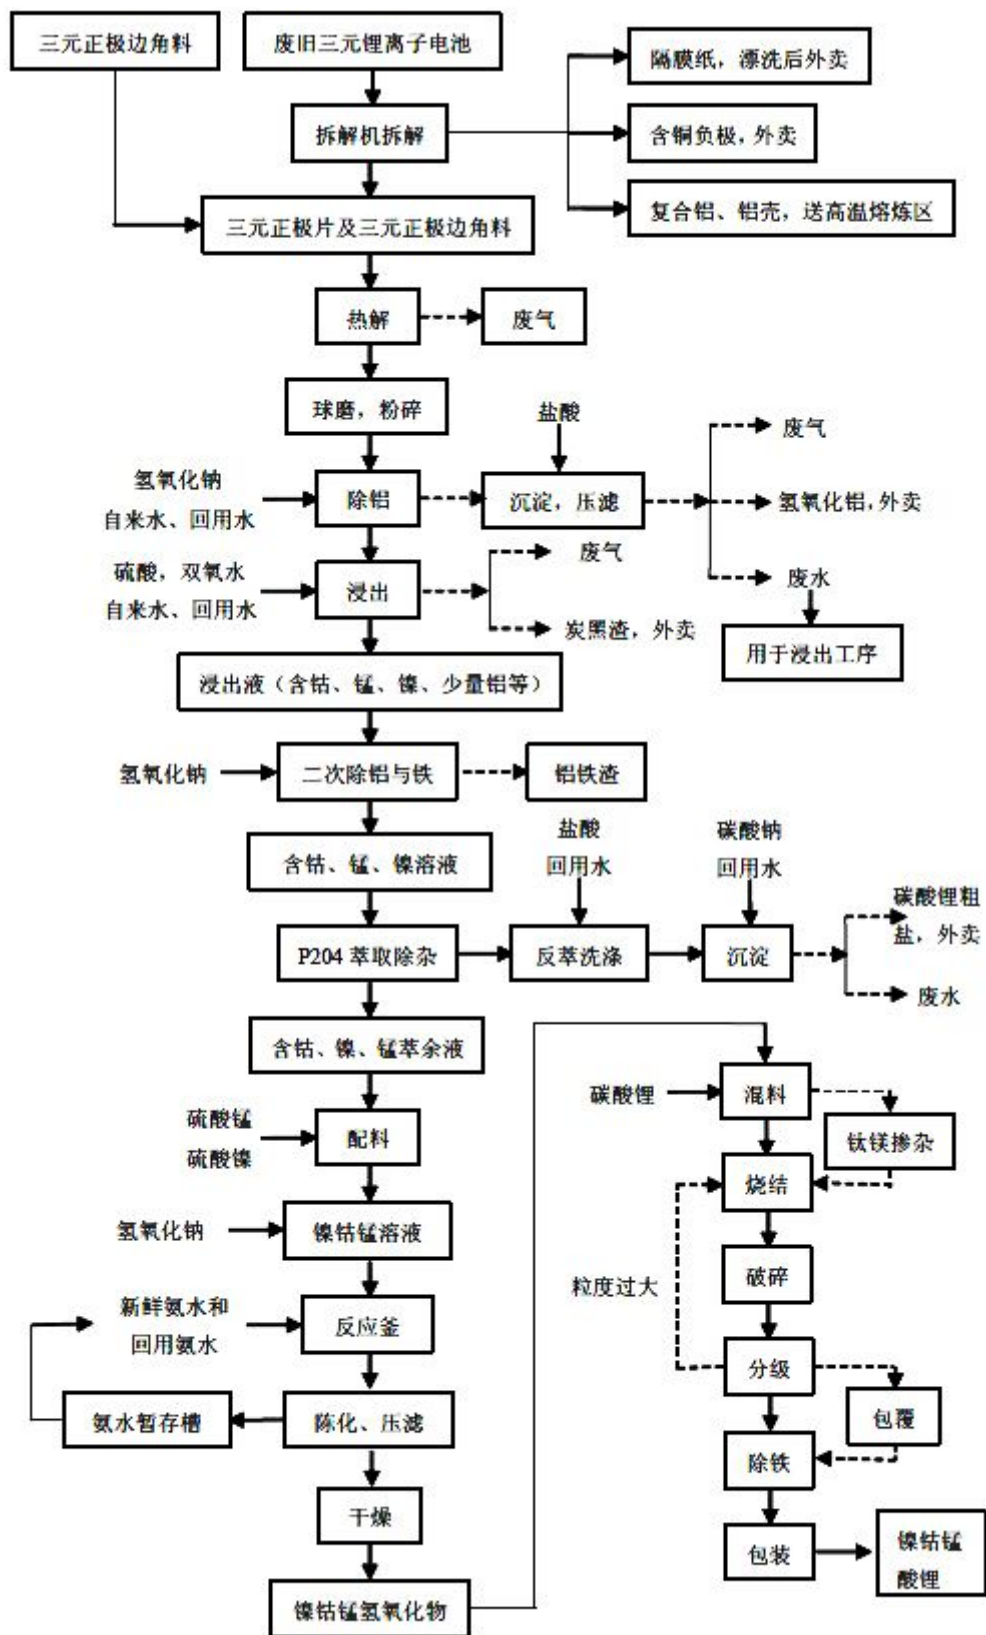 三元正极边角料
废旧三元锂离子电池
隔膜纸，漂洗后外卖
拆解机拆解
含铜负极，外卖
复合铝、铝壳，送高温熔炼区
三元正极片及三元正极边角料
热解
废气
球磨，粉碎
盐酸
废气
氢氧化钠
自来水、回用水
除铝
沉淀，压滤
氢氧化铝，外卖
废气
硫酸，双氧水
自来水、回用水
浸出
废水
炭黑渣，外卖
用于浸出工序
浸出液（含钴、锰、镍、少量铝等）
氢氧化钠
二次除铝与铁
铝铁渣
盐酸
回用水
碳酸钠
回用水
含钴、锰、镍溶液
碳酸锂粗
盐，外卖
P204 萃取除杂
反萃洗涤
沉淀
废水
含钴、镍、锰萃余液
碳酸锂
混料
硫酸锰
硫酸镍
配料
钛镁掺杂
烧结
氢氧化钠
镍钴锰溶液
破碎
粒度过大
新鲜氨水和
回用氨水
反应釜
分级
氨水暂存槽
陈化、压滤
包覆
除铁
干燥
包装
镍钴锰
酸锂
镍钴锰氢氧化物